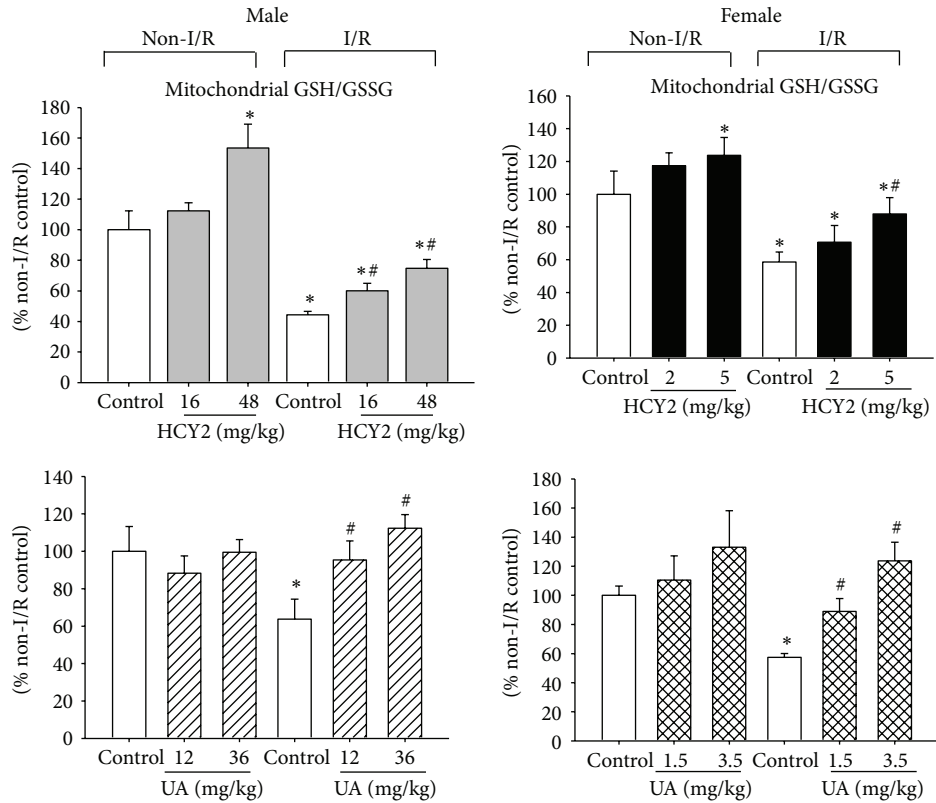 Male
Non-I/R I/R
Mitochondrial GSH/GSSG
(% non-I/R control)
180
160
140
120
100
80
60
40
20
0
*
*
*#
*#
Control 16 48 Control 16 48
HCY2 (mg/kg) HCY2 (mg/kg)
Female
Non-I/R I/R
Mitochondrial GSH/GSSG
(% non-I/R control)
160
140
120
100
80
60
40
20
0
*
*
*
*#
Control 2 5 Control 2 5
HCY2 (mg/kg) HCY2 (mg/kg)
(% non-I/R control)
140
120
100
80
60
40
20
0
*
#
#
Control 12 36 Control 12 36
UA (mg/kg) UA (mg/kg)
(% non-I/R control)
180
160
140
120
100
80
60
40
20
0
*
#
#
Control 1.5 3.5 Control 1.5 3.5
UA (mg/kg) UA (mg/kg)